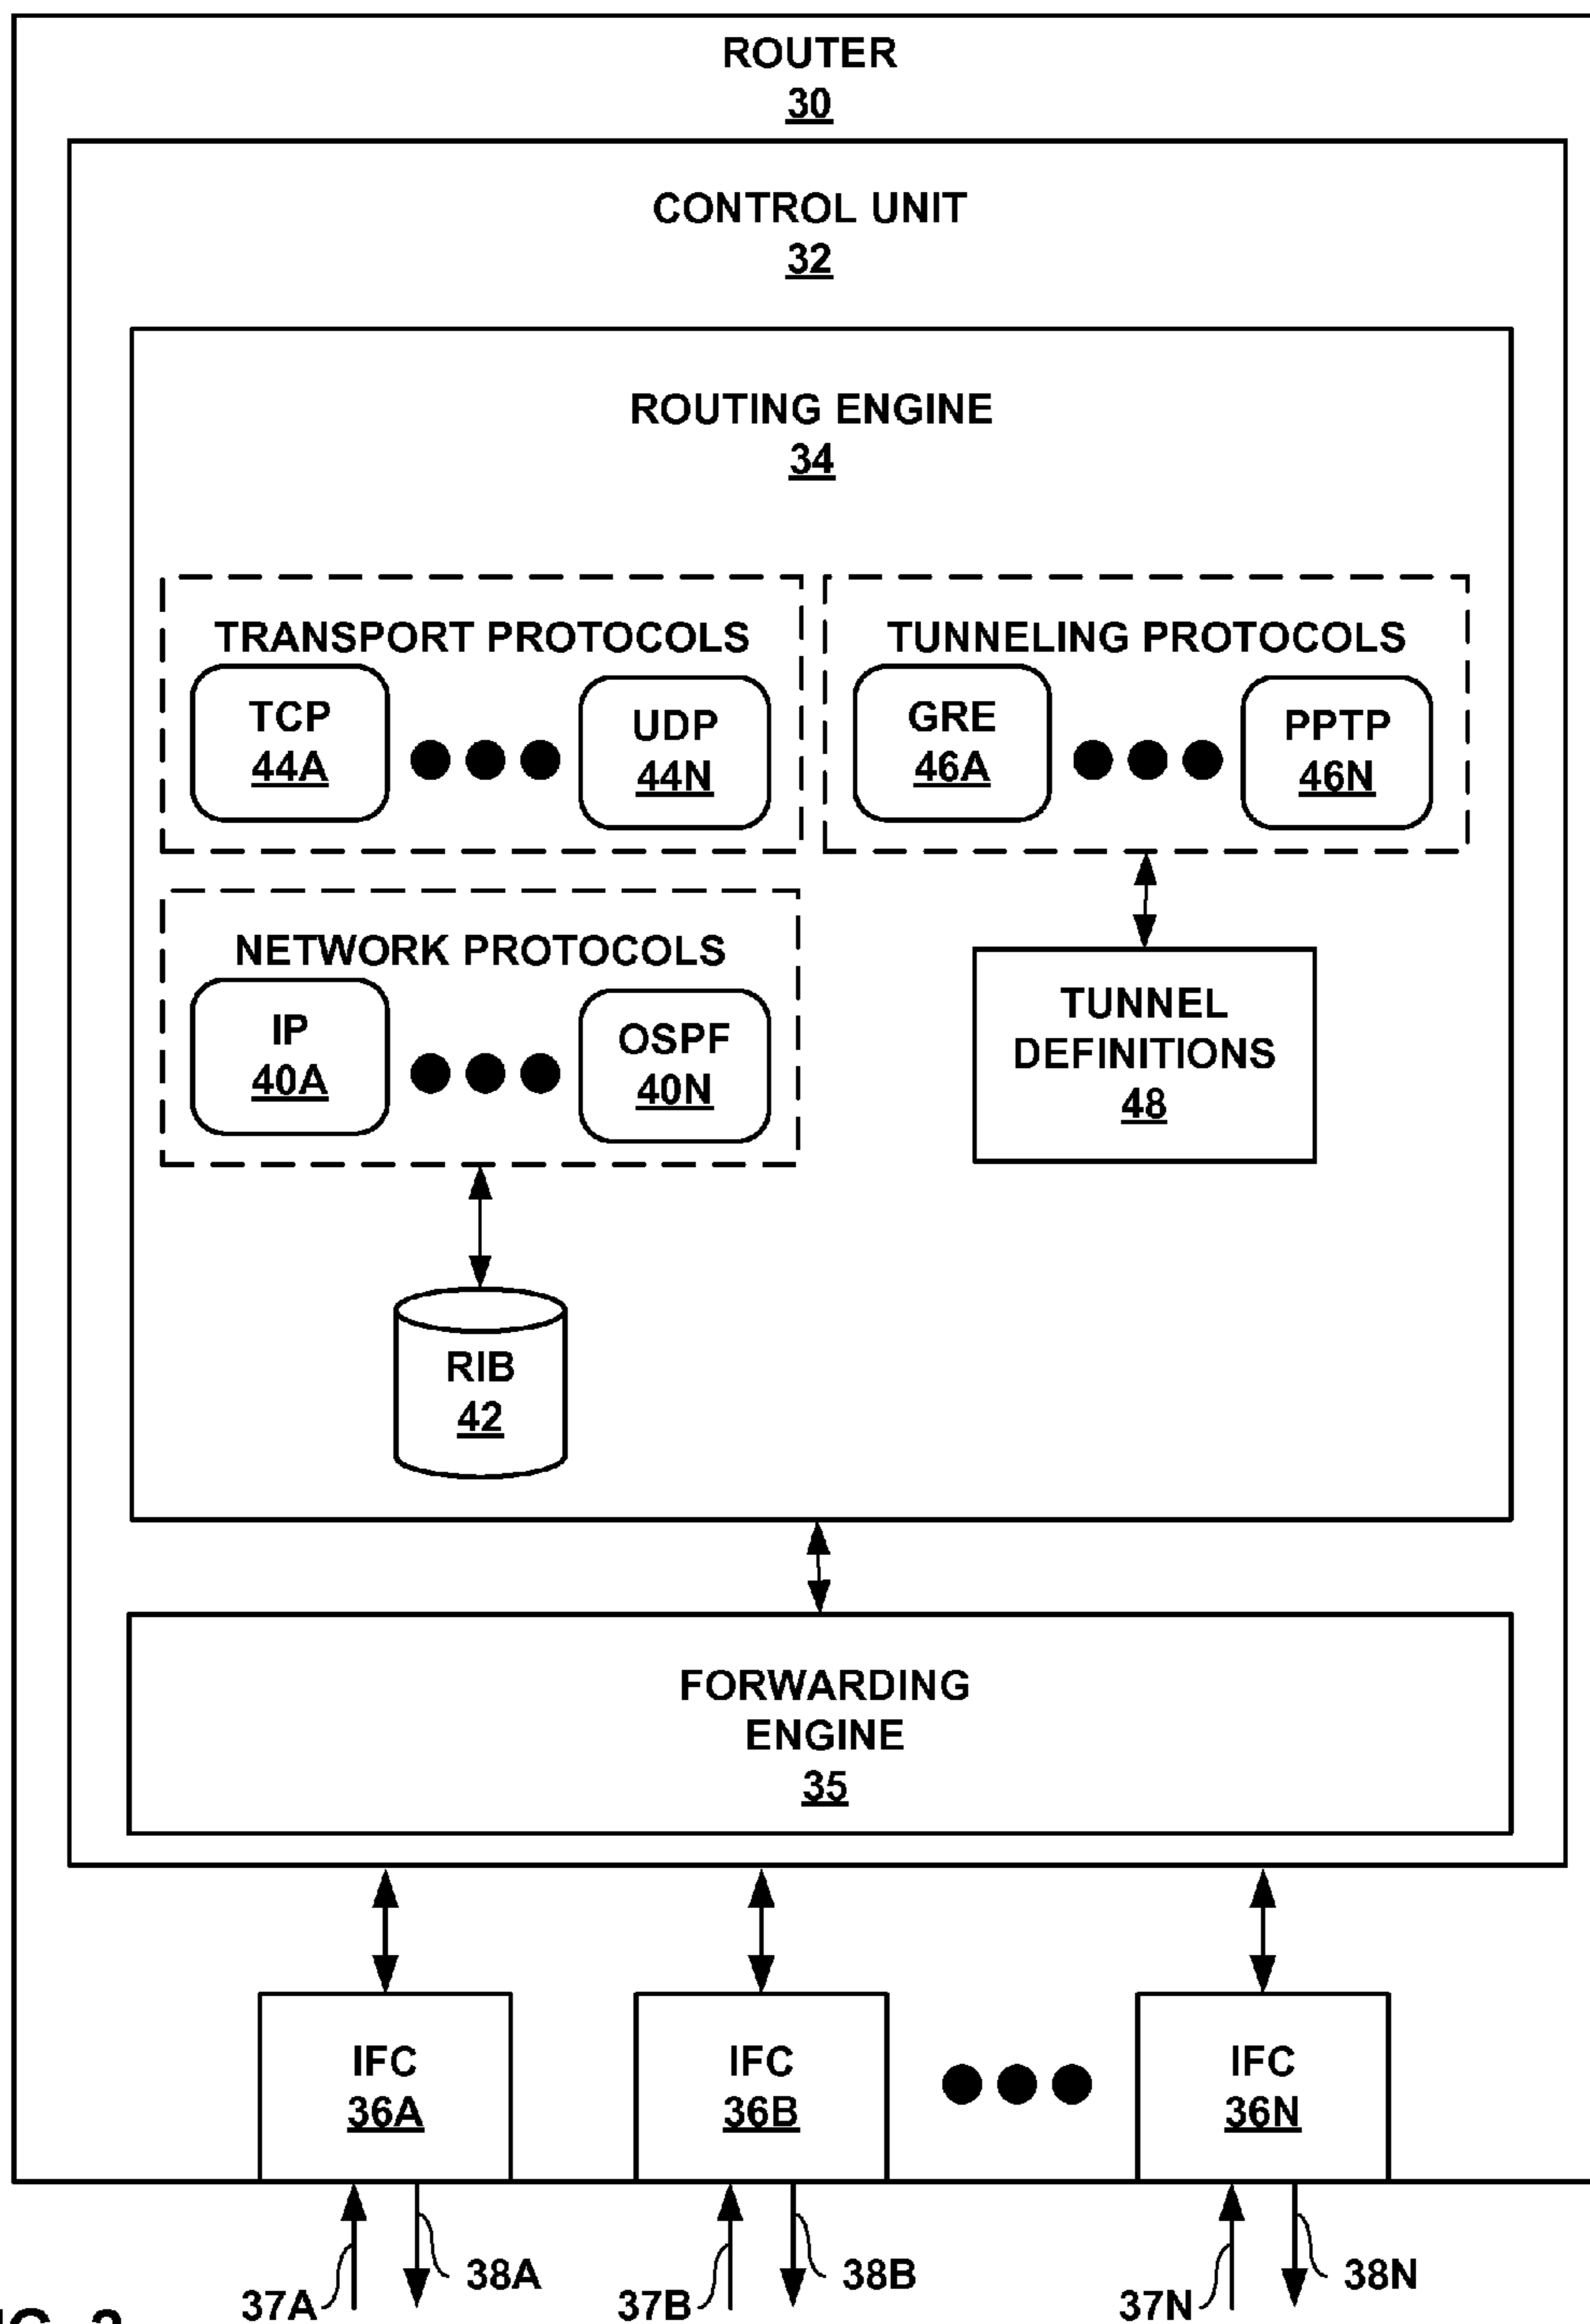 ROUTER
30
CONTROL UNIT
32
ROUTING ENGINE
34
TRANSPORT PROTOCOLS
TCP
44A
UDP
44N
TUNNELING PROTOCOLS
GRE
46A
PPTP
46N
NETWORK PROTOCOLS
IP
40A
OSPF
40N
TUNNEL
DEFINITIONS
48
RIB
42
FORWARDING
ENGINE
35
IFC
36A
IFC
36B
IFC
36N
37A
38A
37B
38B
37N
38N